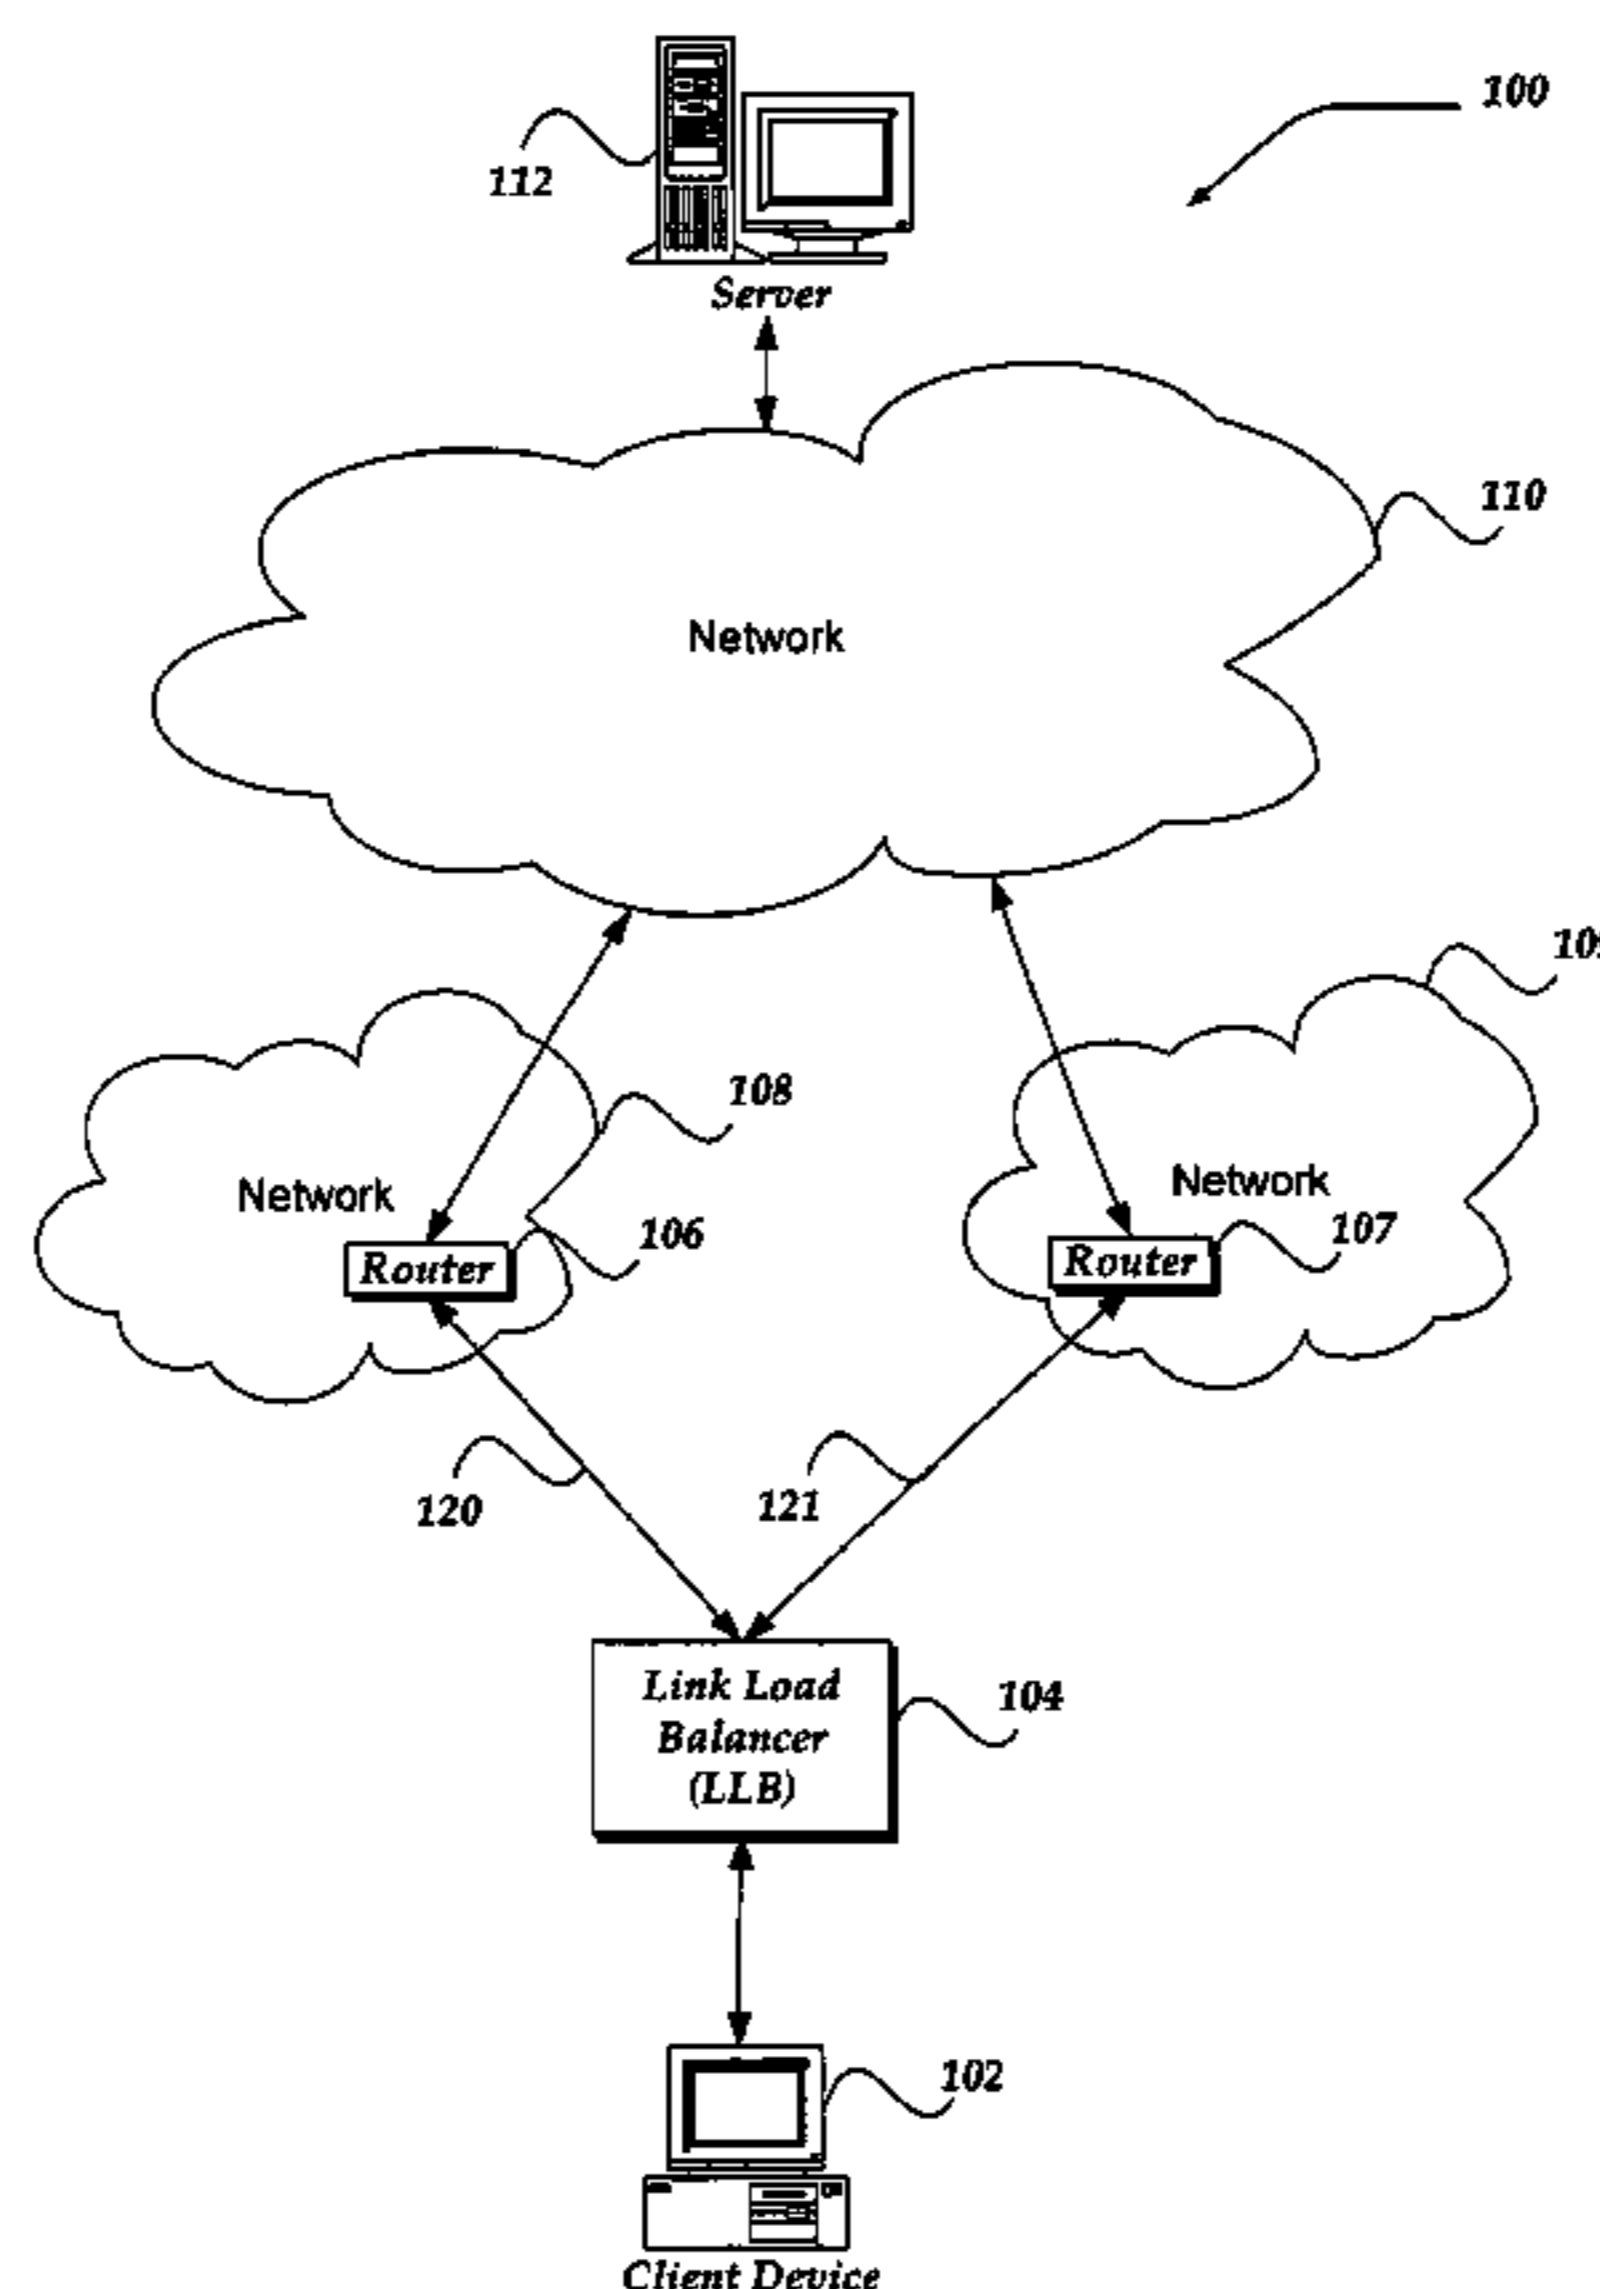 100
112
Server
110
Network
108
Network
Network
106
107
Router
Router
120
121
Link Load
Balancer
(LLB)
104
102
Client Device